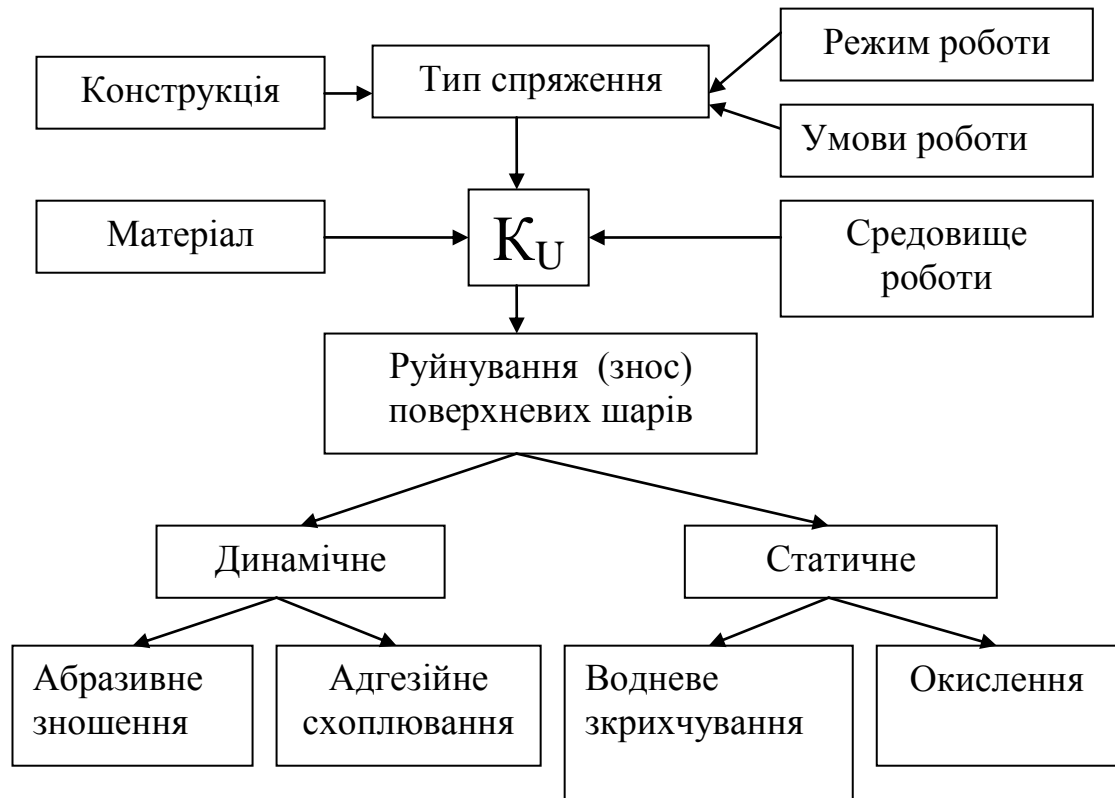 Режим роботи
Конструкція
Тип спряження
Умови роботи
Матеріал
K_U
Средовище
роботи
Руйнування (знос)
поверхневих шарів
Динамічне
Статичне
Абразивне
зношення
Адгезійне
схоплювання
Водневе
зкрихчування
Окислення